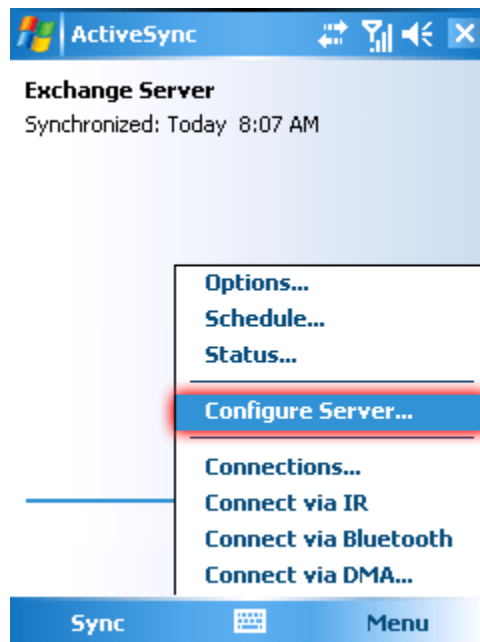 ActiveSync
Exchange Server
Synchronized: Today 8:07 AM
Options...
Schedule...
Status...
Configure Server...
Connections...
Connect via IR
Connect via Bluetooth
Connect via DMA...
Sync
Menu